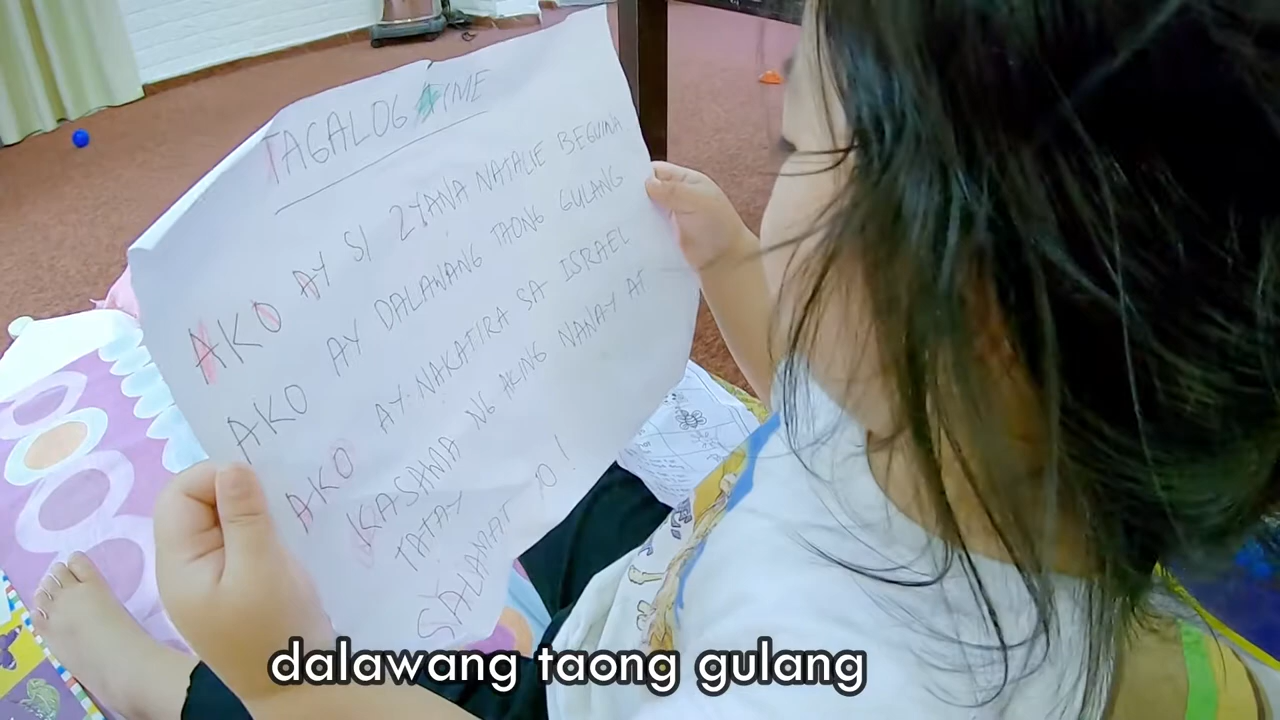 TAGALOG TIME
AKO AY SI ZYANA NATALIE BEGUINA
AKO AY DALAWANG TAONG GULANG
AKO AY NAKATIRA SA ISRAEL
KASAMA NG AKING NANAY AT
TATAY
SALAMAT PO!
dalawang taong gulang